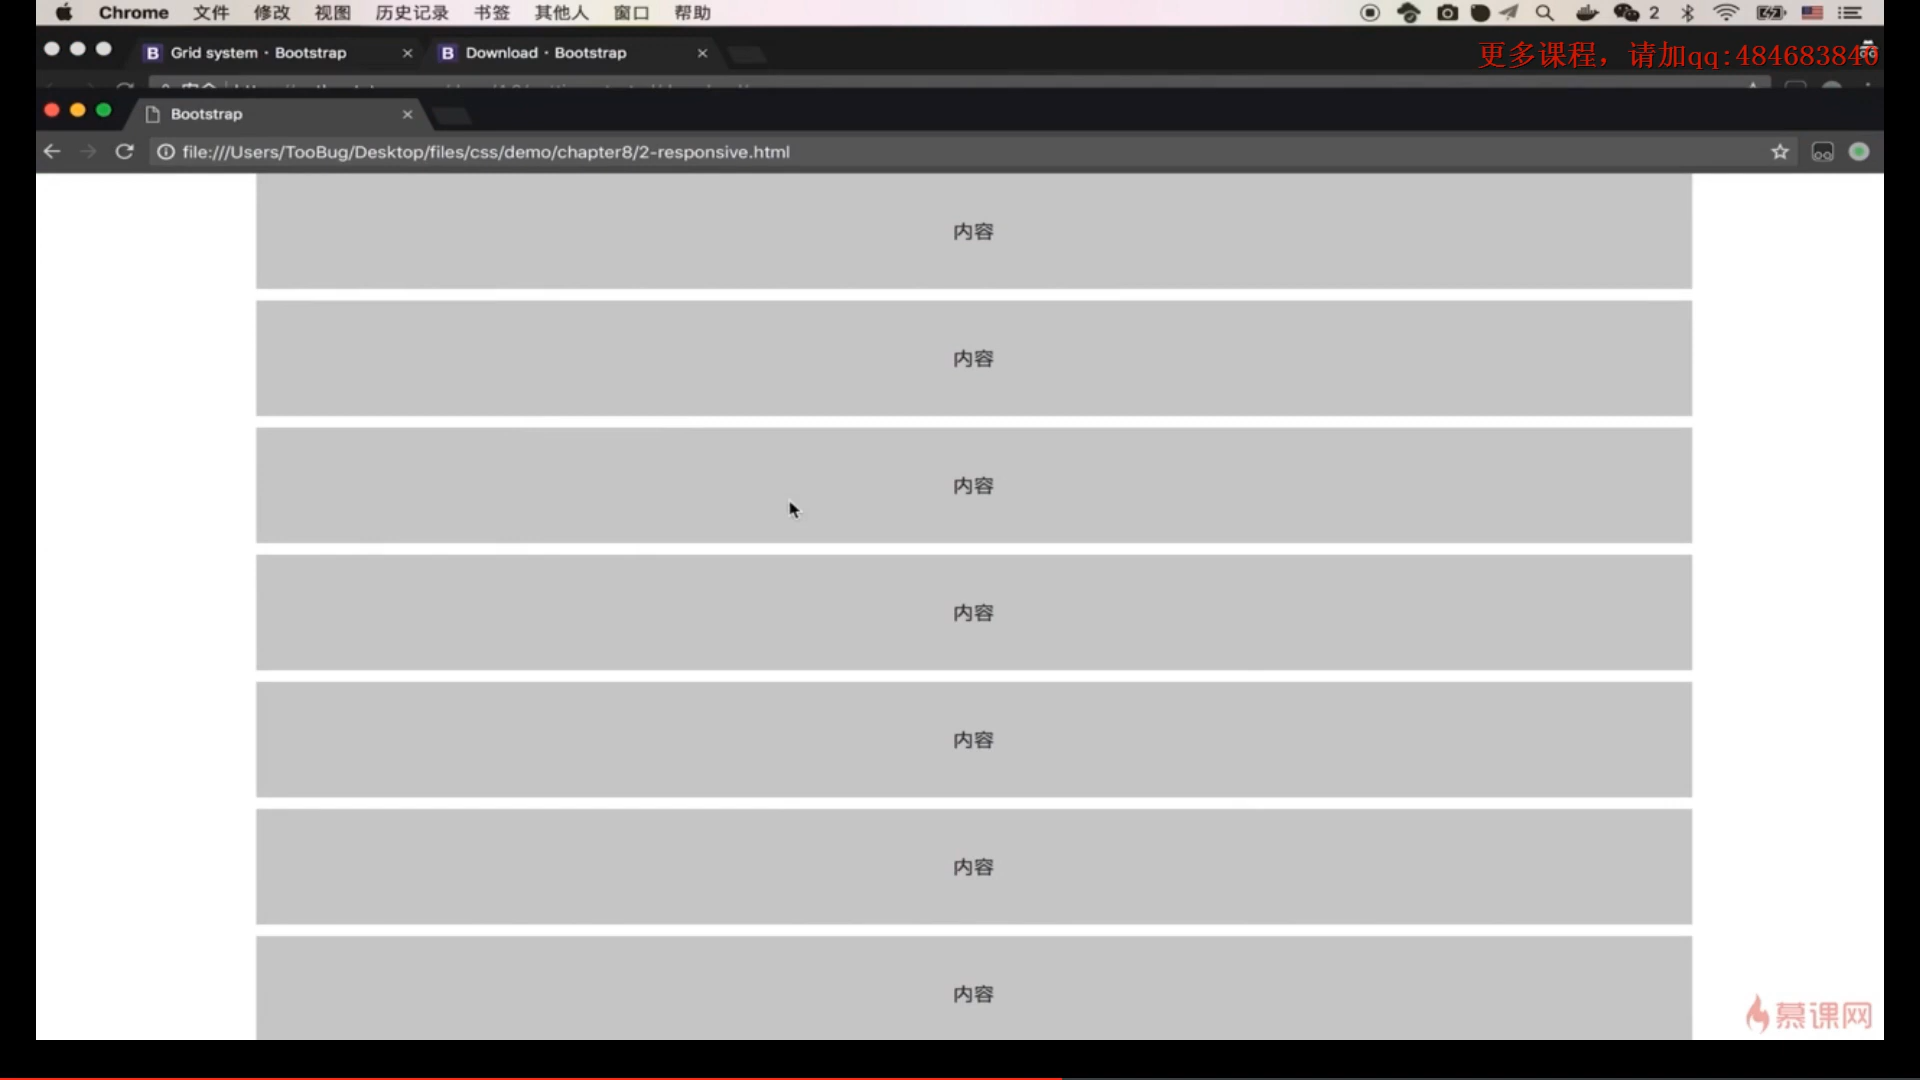 Chrome 文件 修改 视图 历史记录 书签 其他人 窗口 帮助 2
Grid system · Bootstrap
Download · Bootstrap
更多课程，请加qq:484683840
Bootstrap
file:///Users/TooBug/Desktop/files/css/demo/chapter8/2-responsive.html
内容
内容
内容
内容
内容
内容
内容
慕课网